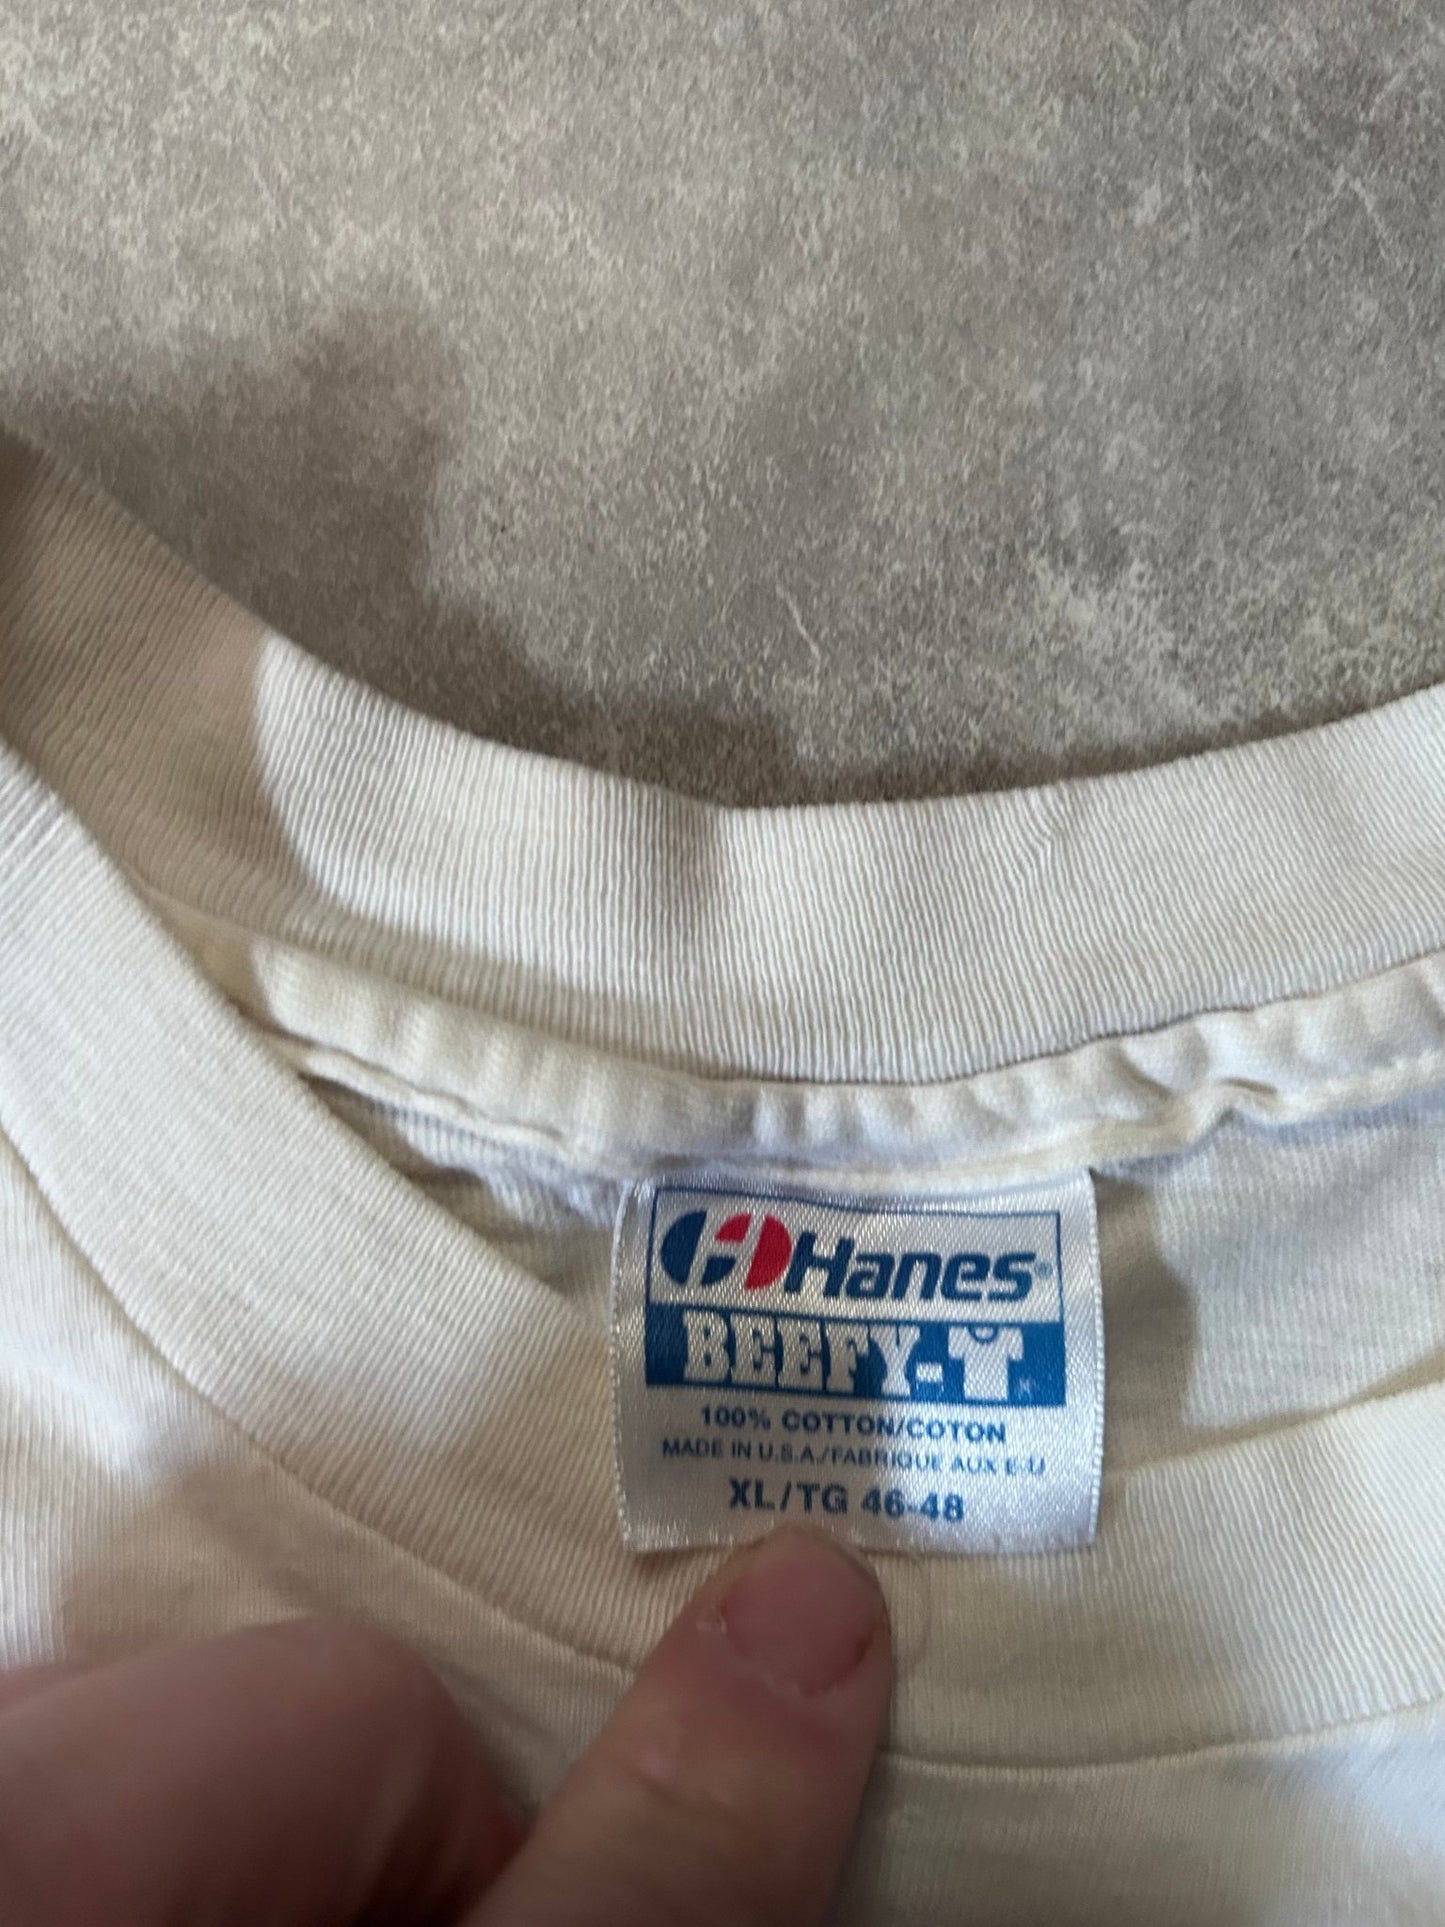 Hanes®
BEEFY-T
100% COTTON/COTON
MADE IN U.S.A./FABRIQUE AUX E-U
XL/TG 46-48